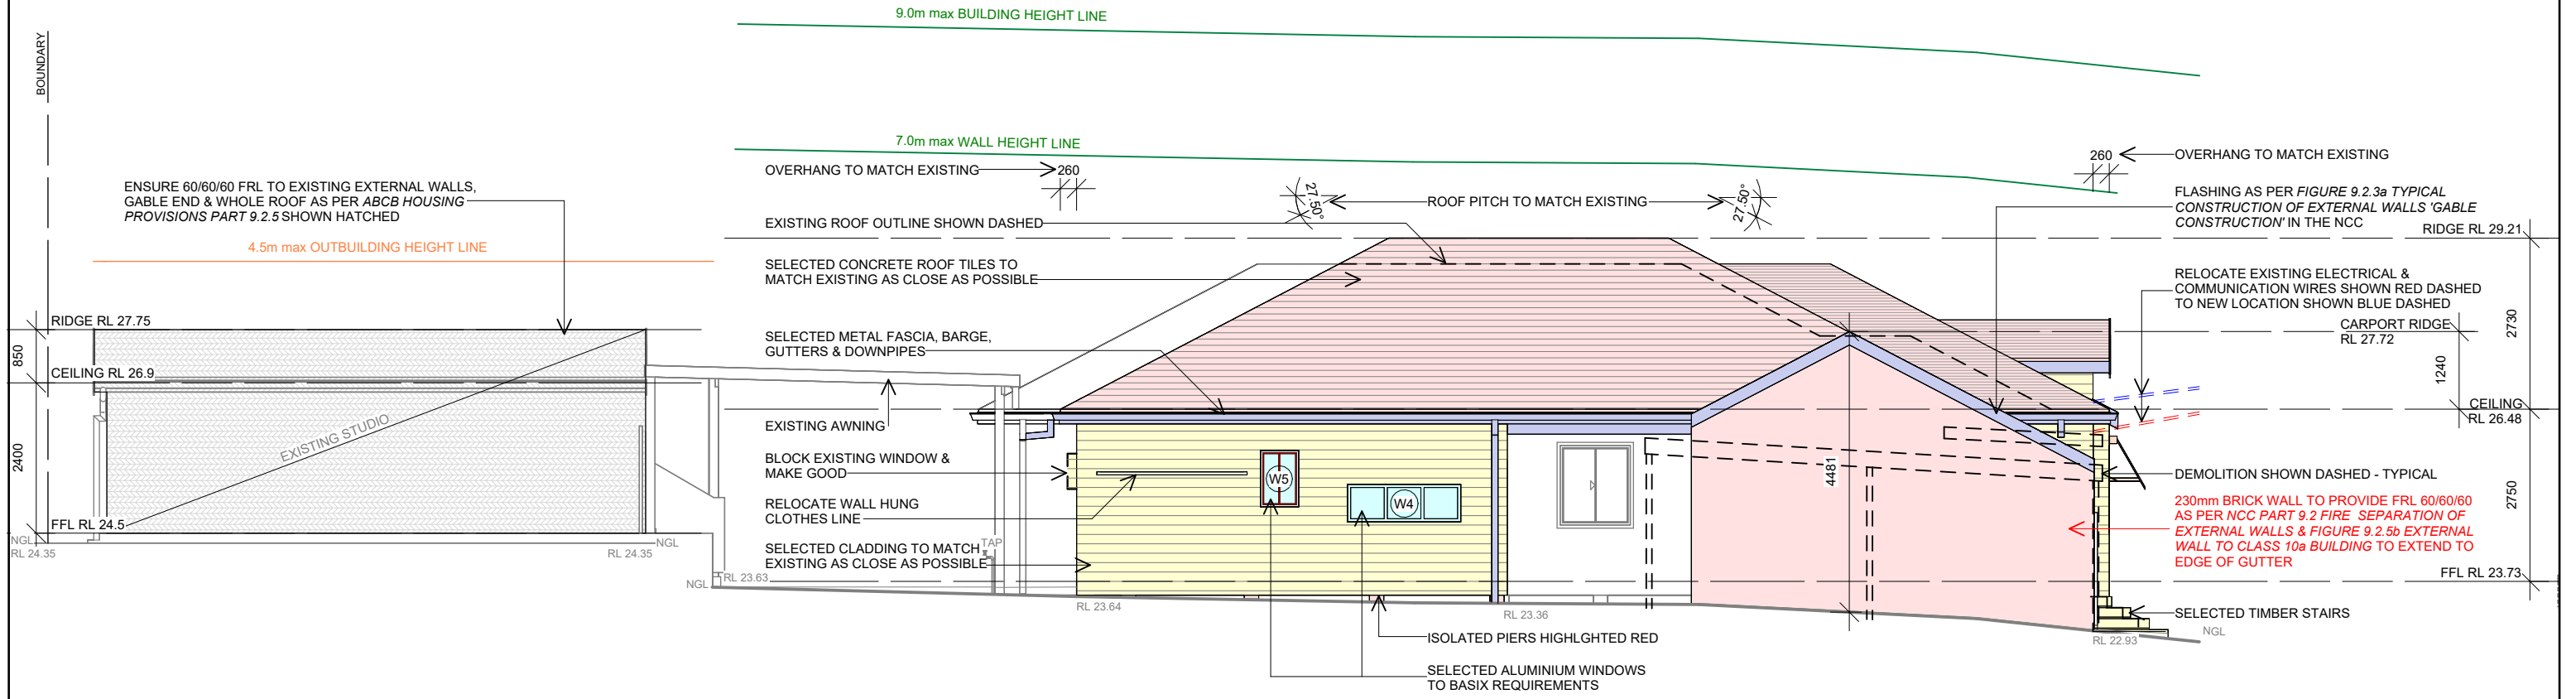 9.0m max BUILDING HEIGHT LINE
BOUNDARY
7.0m max WALL HEIGHT LINE
OVERHANG TO MATCH EXISTING
260
260
OVERHANG TO MATCH EXISTING
ENSURE 60/60/60 FRL TO EXISTING EXTERNAL WALLS,
GABLE END & WHOLE ROOF AS PER ABCB HOUSING
PROVISIONS PART 9.2.5 SHOWN HATCHED
27.50°
ROOF PITCH TO MATCH EXISTING
27.50°
FLASHING AS PER FIGURE 9.2.3a TYPICAL
CONSTRUCTION OF EXTERNAL WALLS 'GABLE
CONSTRUCTION' IN THE NCC
EXISTING ROOF OUTLINE SHOWN DASHED
RIDGE RL 29.21
4.5m max OUTBUILDING HEIGHT LINE
SELECTED CONCRETE ROOF TILES TO
MATCH EXISTING AS CLOSE AS POSSIBLE
RELOCATE EXISTING ELECTRICAL &
COMMUNICATION WIRES SHOWN RED DASHED
TO NEW LOCATION SHOWN BLUE DASHED
RIDGE RL 27.75
SELECTED METAL FASCIA, BARGE,
GUTTERS & DOWNPIPES
CARPORT RIDGE
RL 27.72
2730
850
1240
CEILING RL 26.9
CEILING
RL 26.48
EXISTING STUDIO
EXISTING AWNING
2400
BLOCK EXISTING WINDOW &
MAKE GOOD
W5
W4
4481
DEMOLITION SHOWN DASHED - TYPICAL
2750
RELOCATE WALL HUNG
CLOTHES LINE
230mm BRICK WALL TO PROVIDE FRL 60/60/60
AS PER NCC PART 9.2 FIRE SEPARATION OF
EXTERNAL WALLS & FIGURE 9.2.5b EXTERNAL
WALL TO CLASS 10a BUILDING TO EXTEND TO
EDGE OF GUTTER
FFL RL 24.5
NGL
RL 24.35
RL 24.35
NGL
TAP
SELECTED CLADDING TO MATCH
EXISTING AS CLOSE AS POSSIBLE
NGL
RL 23.63
FFL RL 23.73
RL 23.64
RL 23.36
SELECTED TIMBER STAIRS
NGL
RL 22.93
ISOLATED PIERS HIGHLGHTED RED
SELECTED ALUMINIUM WINDOWS
TO BASIX REQUIREMENTS